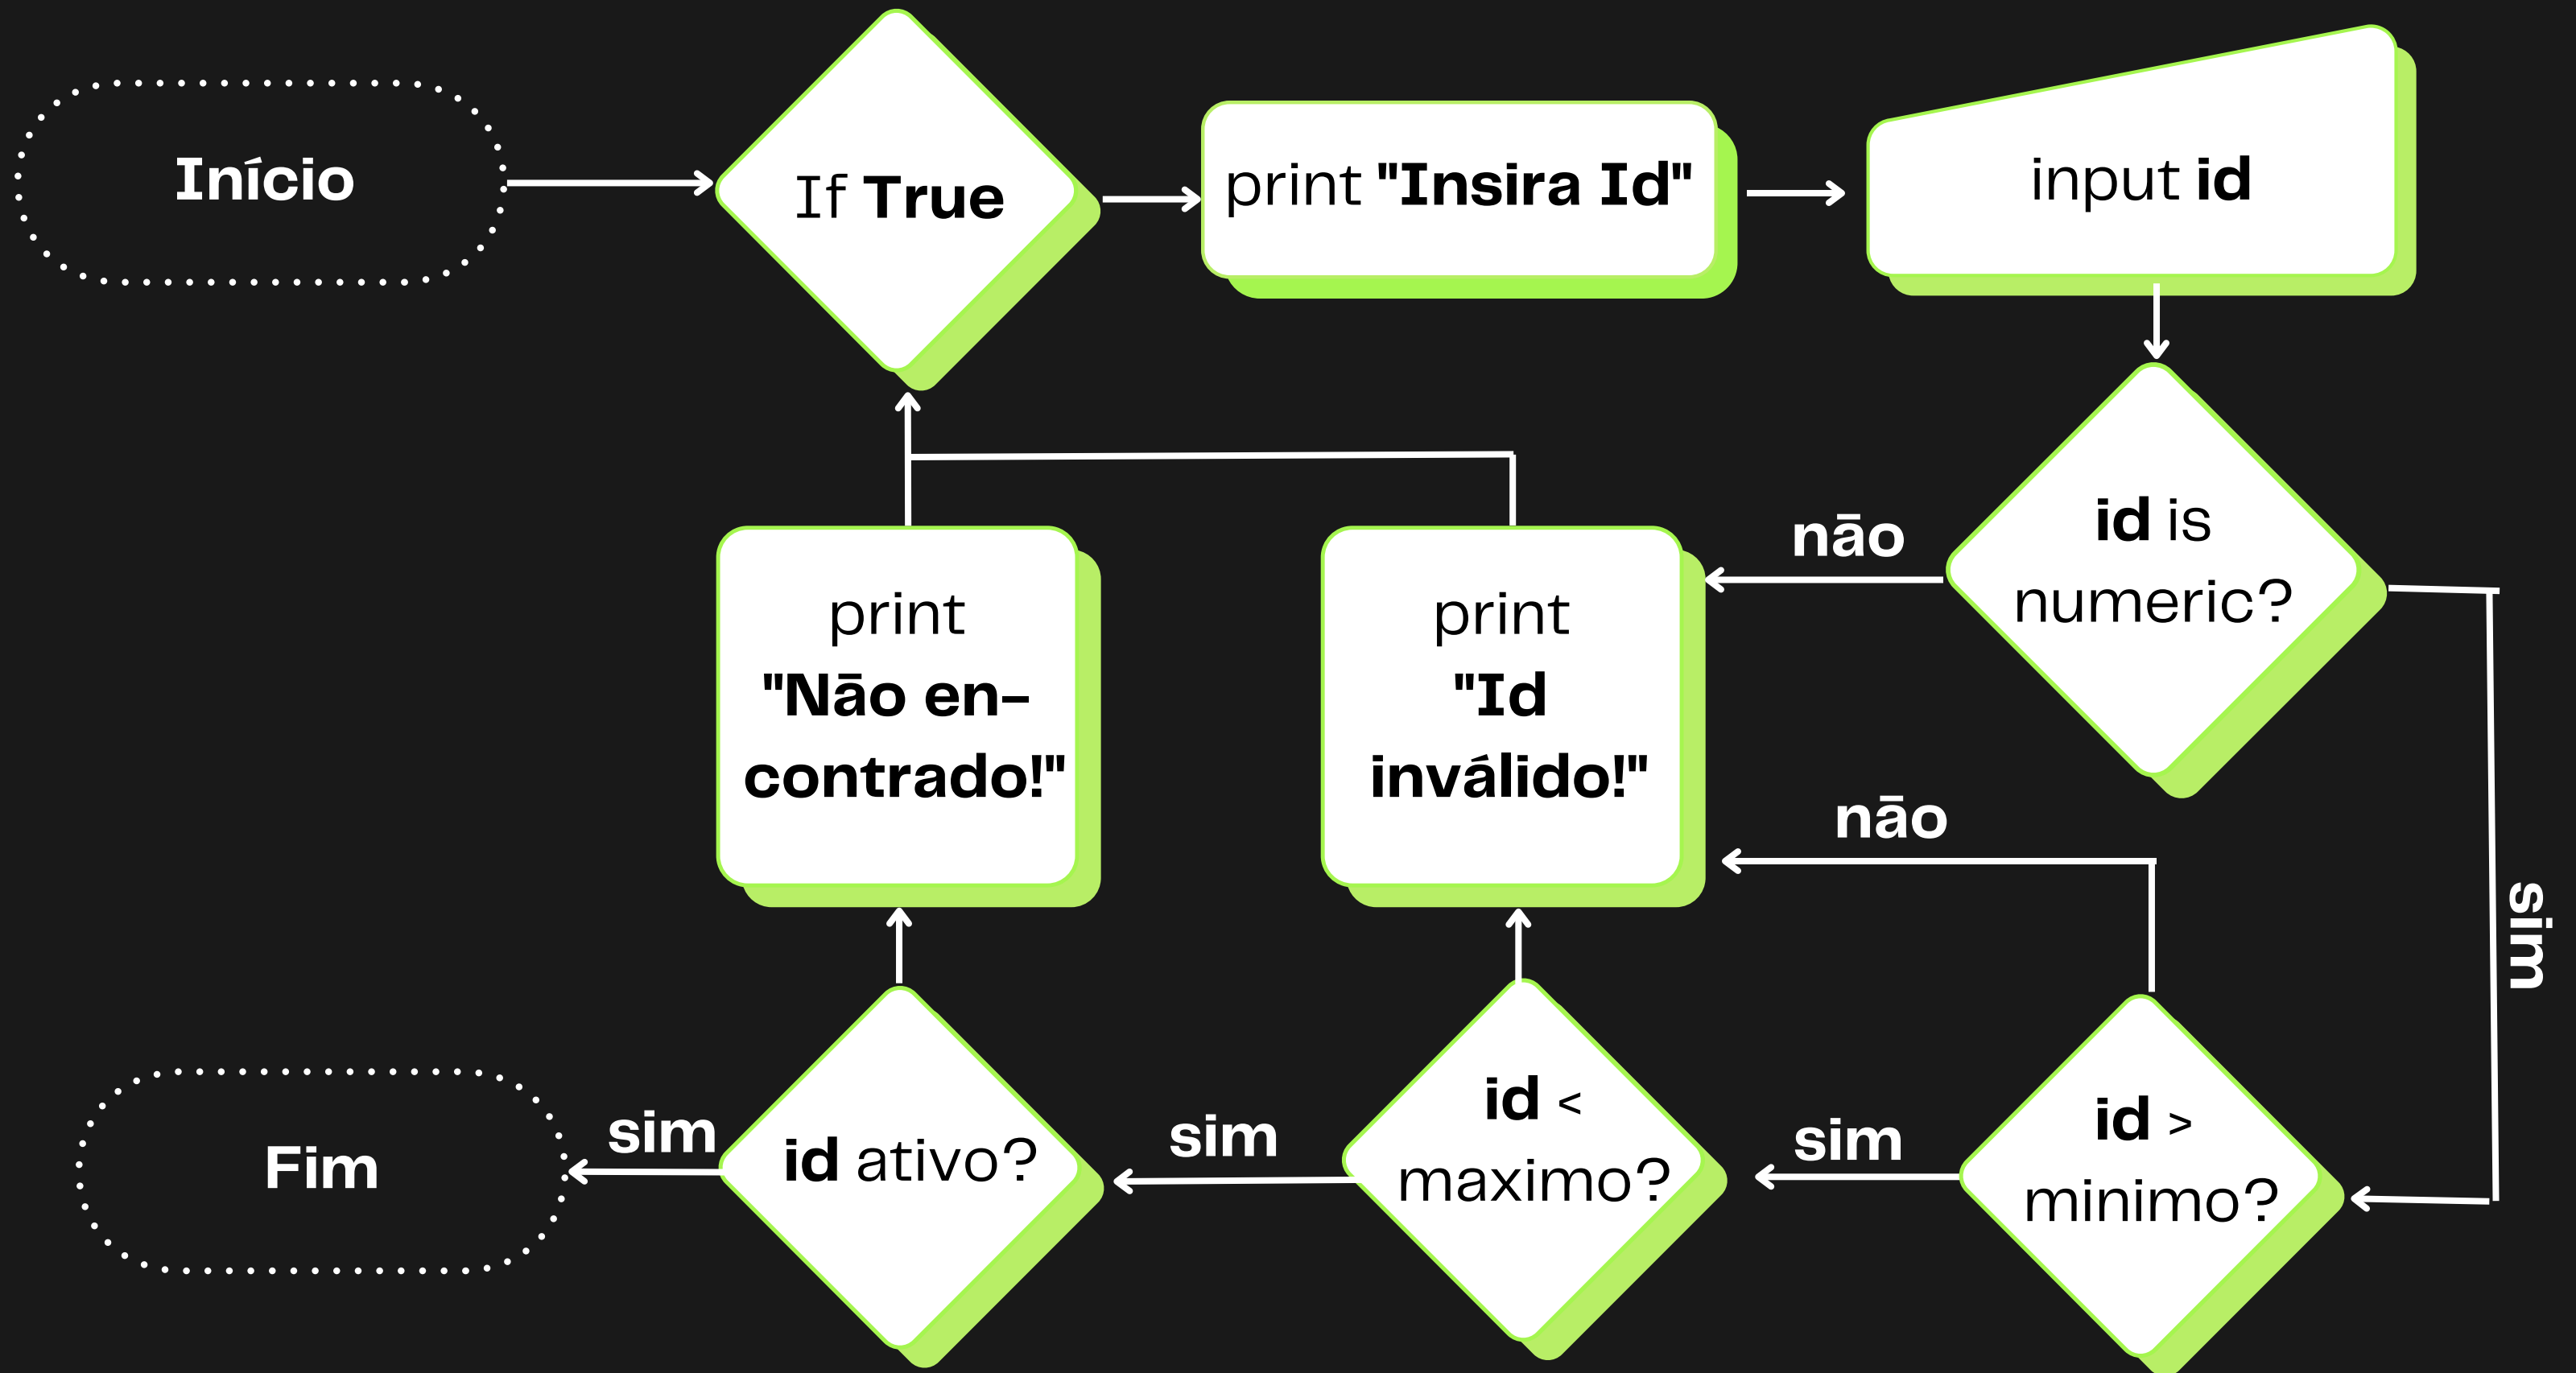 Início
If True
print "Insira Id"
input id
id is
numeric?
não
print
"Não en-
contrado!"
print
"Id
inválido!"
não
sim
id >
minimo?
sim
id <
maximo?
sim
id ativo?
sim
Fim